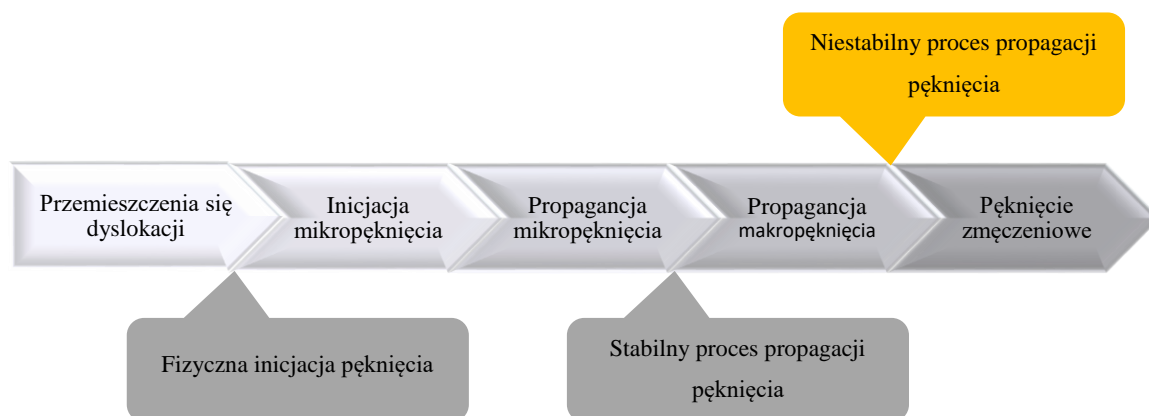 Niestabilny proces propagacji
pęknięcia
Przemieszczenia się
dyslokacji
Inicjacja
mikropęknięcia
Propagancja
mikropęknięcia
Propagancja
makropęknięcia
Pęknięcie
zmęczeniowe
Fizyczna inicjacja pęknięcia
Stabilny proces propagacji
pęknięcia